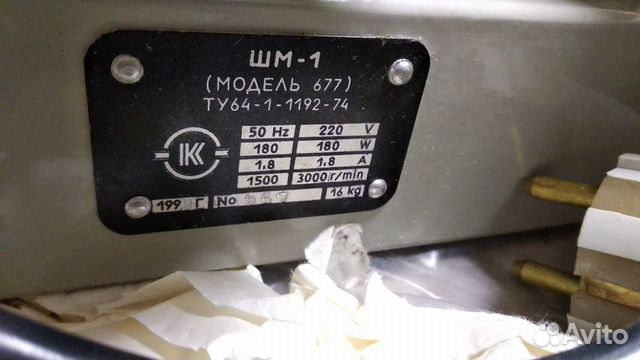 ШМ-1
(МОДЕЛЬ 677)
ТУ64-1-1192-74
50 Hz 220 V
180 180 W
1.8 1.8 A
1500 3000 r/min
199 Г No 16 kg
Avito